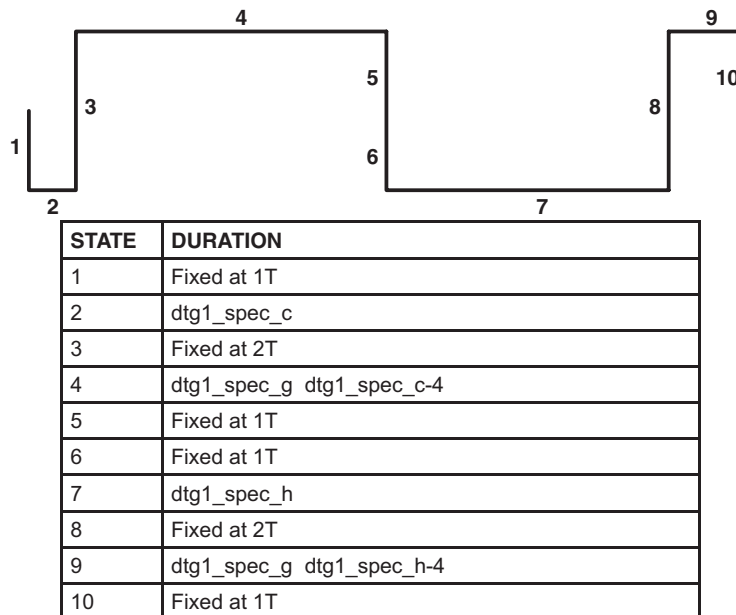 4
9
5
10
3
8
1
6
2
7
STATE DURATION
1 Fixed at 1T
2 dtg1_spec_c
3 Fixed at 2T
4 dtg1_spec_g dtg1_spec_c-4
5 Fixed at 1T
6 Fixed at 1T
7 dtg1_spec_h
8 Fixed at 2T
9 dtg1_spec_g dtg1_spec_h-4
10 Fixed at 1T